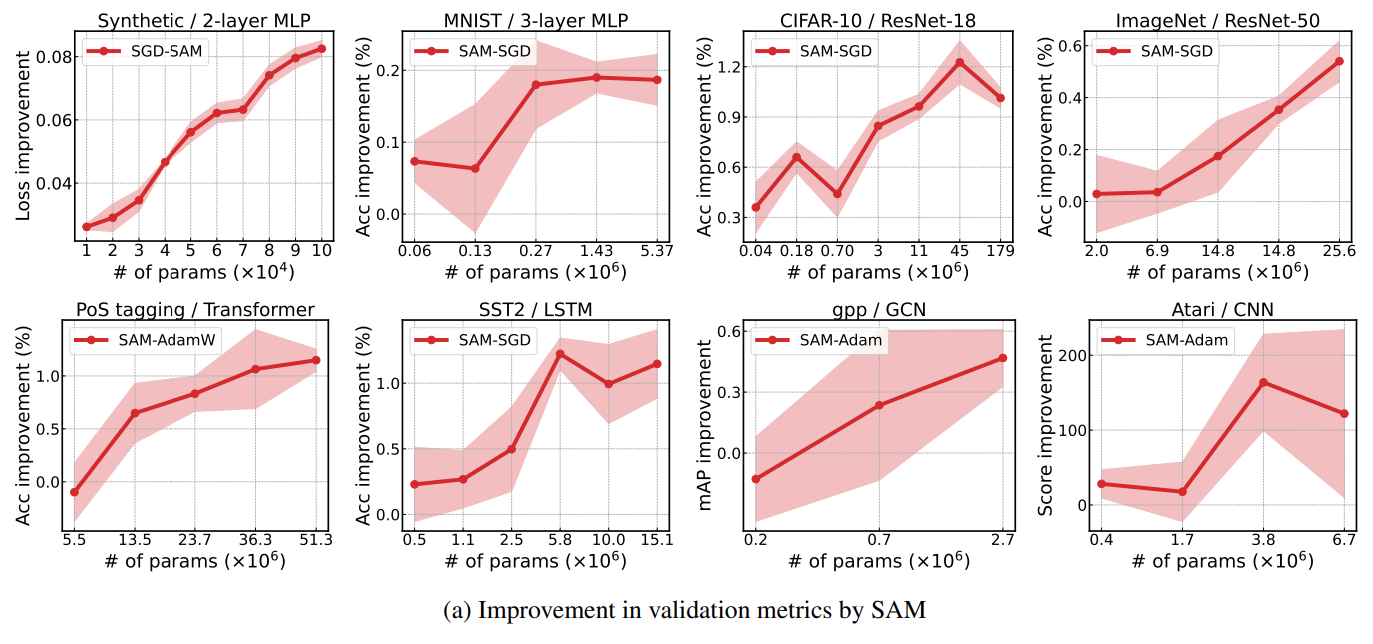 Synthetic / 2-layer MLP
SGD-SAM
Loss improvement
0.08
0.06
0.04
1 2 3 4 5 6 7 8 9 10
# of params (×10⁴)
MNIST / 3-layer MLP
SAM-SGD
Acc improvement (%)
0.2
0.1
0.0
0.06 0.13 0.27 1.43 5.37
# of params (×10⁶)
CIFAR-10 / ResNet-18
SAM-SGD
Acc improvement (%)
1.2
0.9
0.6
0.3
0.04 0.18 0.70 3 11 45 179
# of params (×10⁶)
ImageNet / ResNet-50
SAM-SGD
Acc improvement (%)
0.6
0.4
0.2
0.0
2.0 6.9 14.8 14.8 25.6
# of params (×10⁶)
PoS tagging / Transformer
SAM-AdamW
Acc improvement (%)
1.0
0.5
0.0
5.5 13.5 23.7 36.3 51.3
# of params (×10⁶)
SST2 / LSTM
SAM-SGD
Acc improvement (%)
1.0
0.5
0.0
0.5 1.1 2.5 5.8 10.0 15.1
# of params (×10⁶)
gpp / GCN
SAM-Adam
mAP improvement
0.6
0.3
0.0
0.2 0.7 2.7
# of params (×10⁶)
Atari / CNN
SAM-Adam
Score improvement
200
100
0
0.4 1.7 3.8 6.7
# of params (×10⁶)
(a) Improvement in validation metrics by SAM